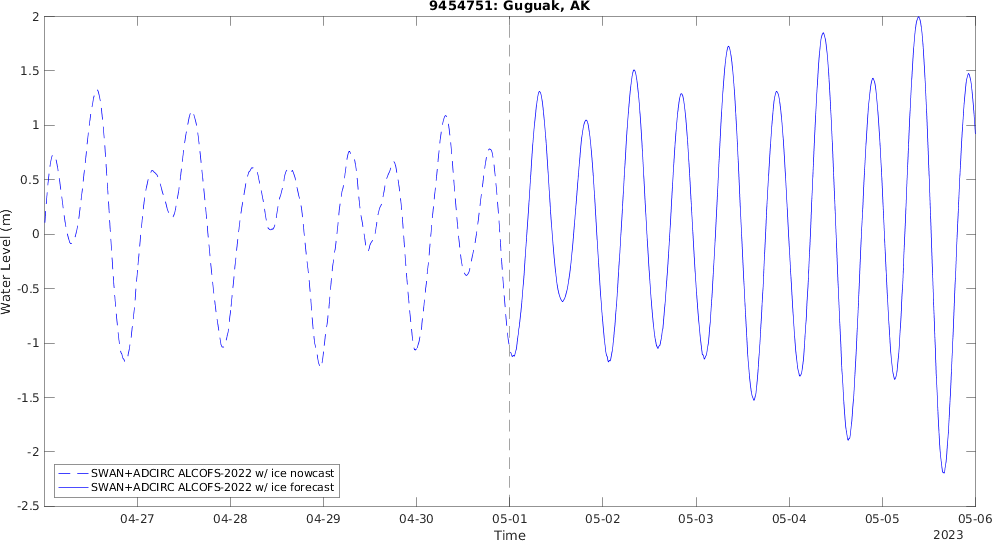 9454751: Guguak, AK
2
1.5
1
0.5
0
-0.5
-1
-1.5
-2
-2.5
Water Level (m)
SWAN+ADCIRC ALCOFS-2022 w/ ice nowcast
SWAN+ADCIRC ALCOFS-2022 w/ ice forecast
04-27 04-28 04-29 04-30 05-01 05-02 05-03 05-04 05-05 05-06
Time
2023